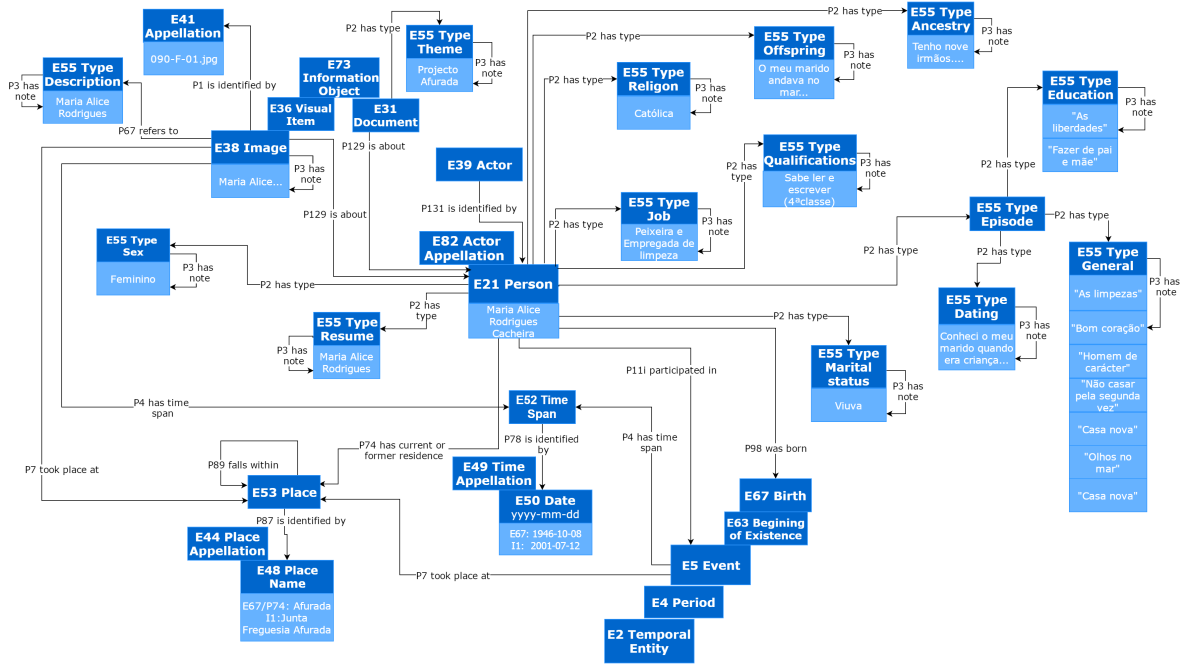 P2 has type
E55 Type
Ancestry
P3 has
note
Tenho nove
irmãos....
E41
Appellation
090-F-01.jpg
P1 is identified by
P2 has type
E55 Type
Theme
P3 has
note
Projecto
Afurada
P2 has type
E55 Type
Offspring
P3 has
note
O meu marido
andava no
mar...
E55 Type
Description
P3 has
note
Maria Alice
Rodrigues
E73 Information
Object
E36 Visual
Item
E31
Document
P2 has type
E55 Type
Religon
P3 has
note
Católica
E55 Type
Education
P3 has
note
"As
liberdades"
"Fazer de pai
e mãe"
P67 refers to
P129 is about
E38 Image
P3 has
note
Maria Alice...
E39 Actor
P2 has
type
E55 Type
Qualifications
P3 has
note
Sabe ler e
escrever
(4ªclasse)
P2 has type
P129 is about
P131 is identified by
P2 has type
E55 Type
Job
P3 has
note
Peixeira e
Empregada de
limpeza
E55 Type
Episode
P2 has type
E55 Type
Sex
P3 has
note
Feminino
P2 has type
E82 Actor
Appellation
E21 Person
Maria Alice
Rodrigues
Cacheira
P2 has type
P2 has type
E55 Type
General
P3 has
note
"As limpezas"
"Bom coração"
"Homem de
carácter"
"Não casar
pela segunda
vez"
"Casa nova"
"Olhos no
mar"
"Casa nova"
E55 Type
Dating
P3 has
note
Conheci o meu
marido quando
era criança...
P2 has
type
E55 Type
Resume
P3 has
note
Maria Alice
Rodrigues
P2 has type
E55 Type
Marital
status
P3 has
note
Viuva
P11i participated in
P4 has time
span
E52 Time
Span
P74 has current or
former residence
P78 is identified
by
P4 has time
span
P98 was born
P7 took place at
P89 falls within
E53 Place
P87 is identified by
E49 Time
Appellation
E50 Date
yyyy-mm-dd
E67: 1946-10-08
I1:  2001-07-12
E67 Birth
E63 Begining
of Existence
E44 Place
Appellation
E48 Place
Name
E67/P74: Afurada
I1:Junta
Freguesia Afurada
P7 took place at
E5 Event
E4 Period
E2 Temporal
Entity